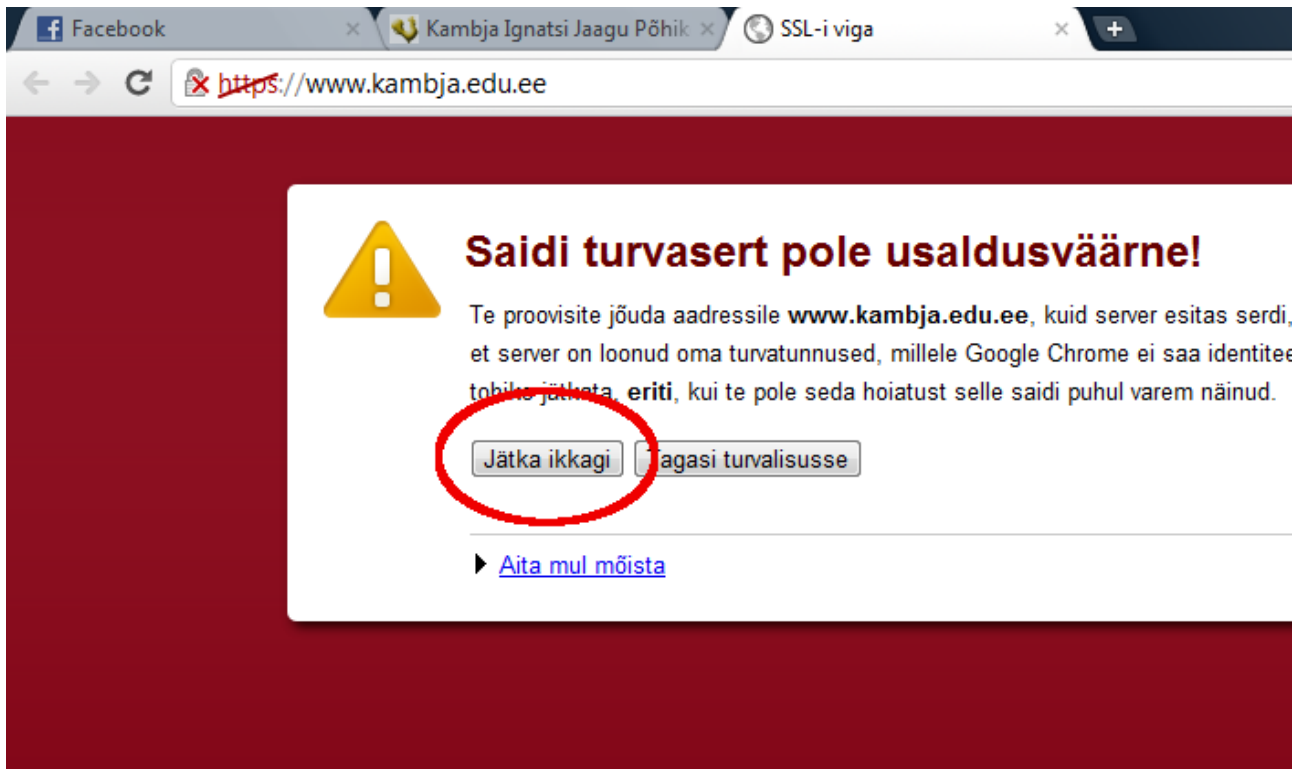 Facebook
Kambja Ignatsi Jaagu Põhik
SSL-i viga
https://www.kambja.edu.ee
Saidi turvasert pole usaldusväärne!
Te proovisite jõuda aadressile www.kambja.edu.ee, kuid server esitas serdi,
et server on loonud oma turvatunnused, millele Google Chrome ei saa identitee
tohiks jätkata, eriti, kui te pole seda hoiatust selle saidi puhul varem näinud.
Jätka ikkagi Tagasi turvalisusse
Aita mul mõista